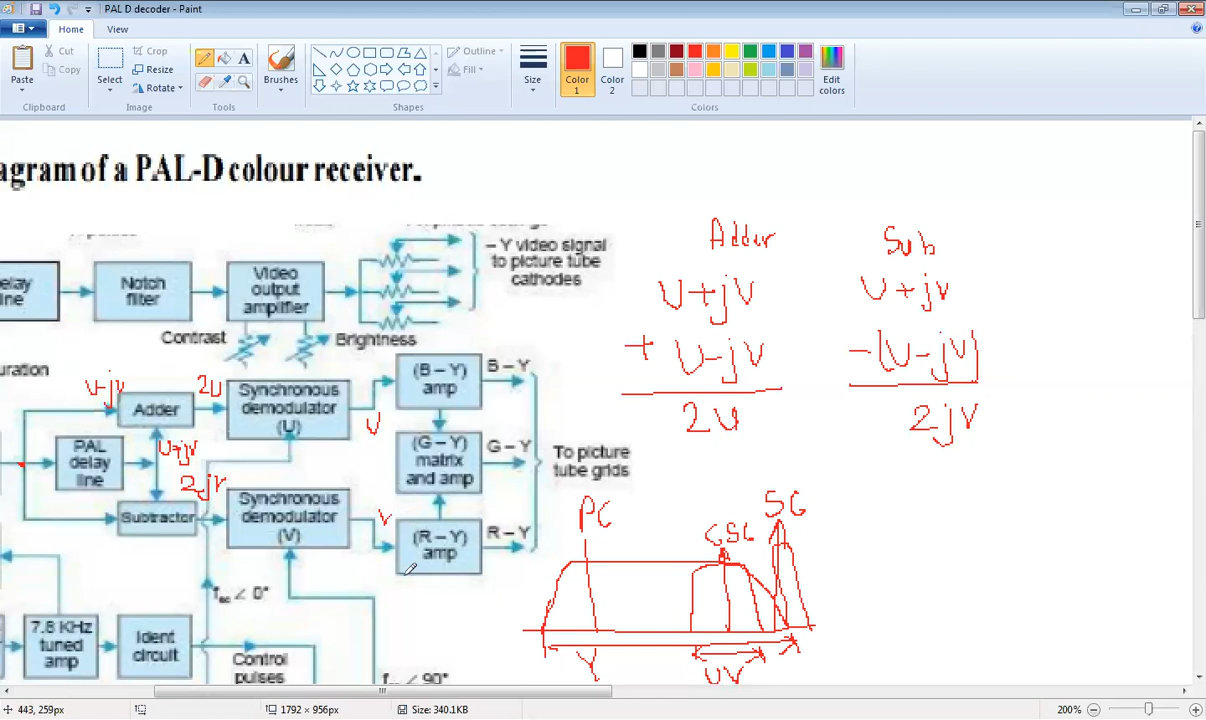 PAL D decoder - Paint
Home
View
Paste
Cut
Copy
Clipboard
Select
Crop
Resize
Rotate
Image
A
Tools
Brushes
Shapes
Outline
Fill
Size
Color
1
Color
2
Colors
Edit
colors
agram of a PAL-D colour receiver.
elay
line
Notch
filter
Video
output
amplifier
– Y video signal
to picture tube
cathodes
Contrast
Brightness
uration
U-jV
Adder
2U
Synchronous
demodulator
(U)
U
(B – Y)
amp
B – Y
PAL
delay
line
U+jV
2jV
(G – Y)
matrix
and amp
G – Y
To picture
tube grids
Subtractor
Synchronous
demodulator
(V)
V
(R – Y)
amp
R – Y
fsc ∠ 0°
7.8 KHz
tuned
amp
Ident
circuit
Control
pulses
∠ 90°
Adder
U+jV
+ U-jV
2U
Sub
U+jV
-(U-jV)
2jV
PC
CSC
SC
Y
UV
443, 259px
1792 × 956px
Size: 340.1KB
200%